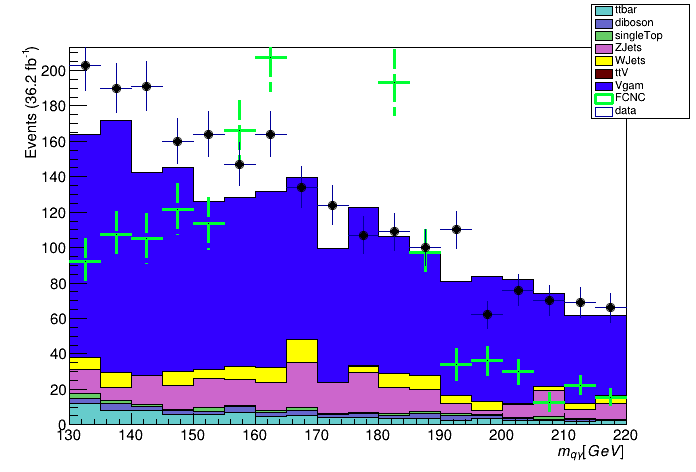 ttbar
diboson
singleTop
ZJets
WJets
ttV
Vgam
FCNC
data
Events (36.2 fb⁻¹)
200
180
160
140
120
100
80
60
40
20
0
130 140 150 160 170 180 190 200 210 220
m_qγ[GeV]